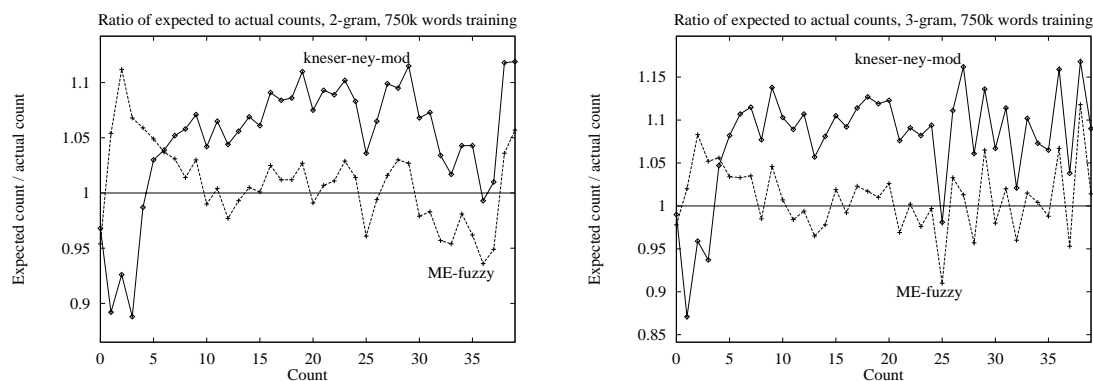 Ratio of expected to actual counts, 2-gram, 750k words training
Expected count / actual count
1.1
1.05
1
0.95
0.9
kneser-ney-mod
ME-fuzzy
0 5 10 15 20 25 30 35
Count
Ratio of expected to actual counts, 3-gram, 750k words training
Expected count / actual count
1.15
1.1
1.05
1
0.95
0.9
0.85
kneser-ney-mod
ME-fuzzy
0 5 10 15 20 25 30 35
Count